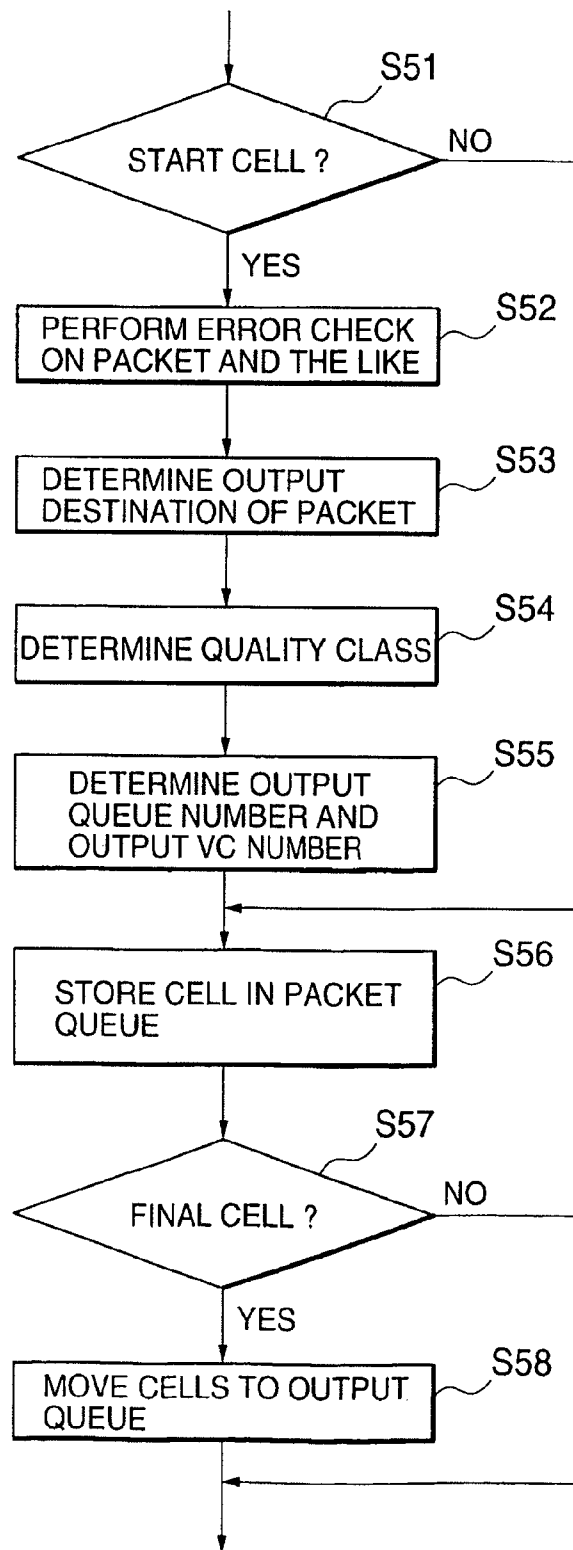 S51
START CELL ?
NO
YES
S52
PERFORM ERROR CHECK
ON PACKET AND THE LIKE
S53
DETERMINE OUTPUT
DESTINATION OF PACKET
S54
DETERMINE QUALITY CLASS
S55
DETERMINE OUTPUT
QUEUE NUMBER AND
OUTPUT VC NUMBER
S56
STORE CELL IN PACKET
QUEUE
S57
FINAL CELL ?
NO
YES
S58
MOVE CELLS TO OUTPUT
QUEUE